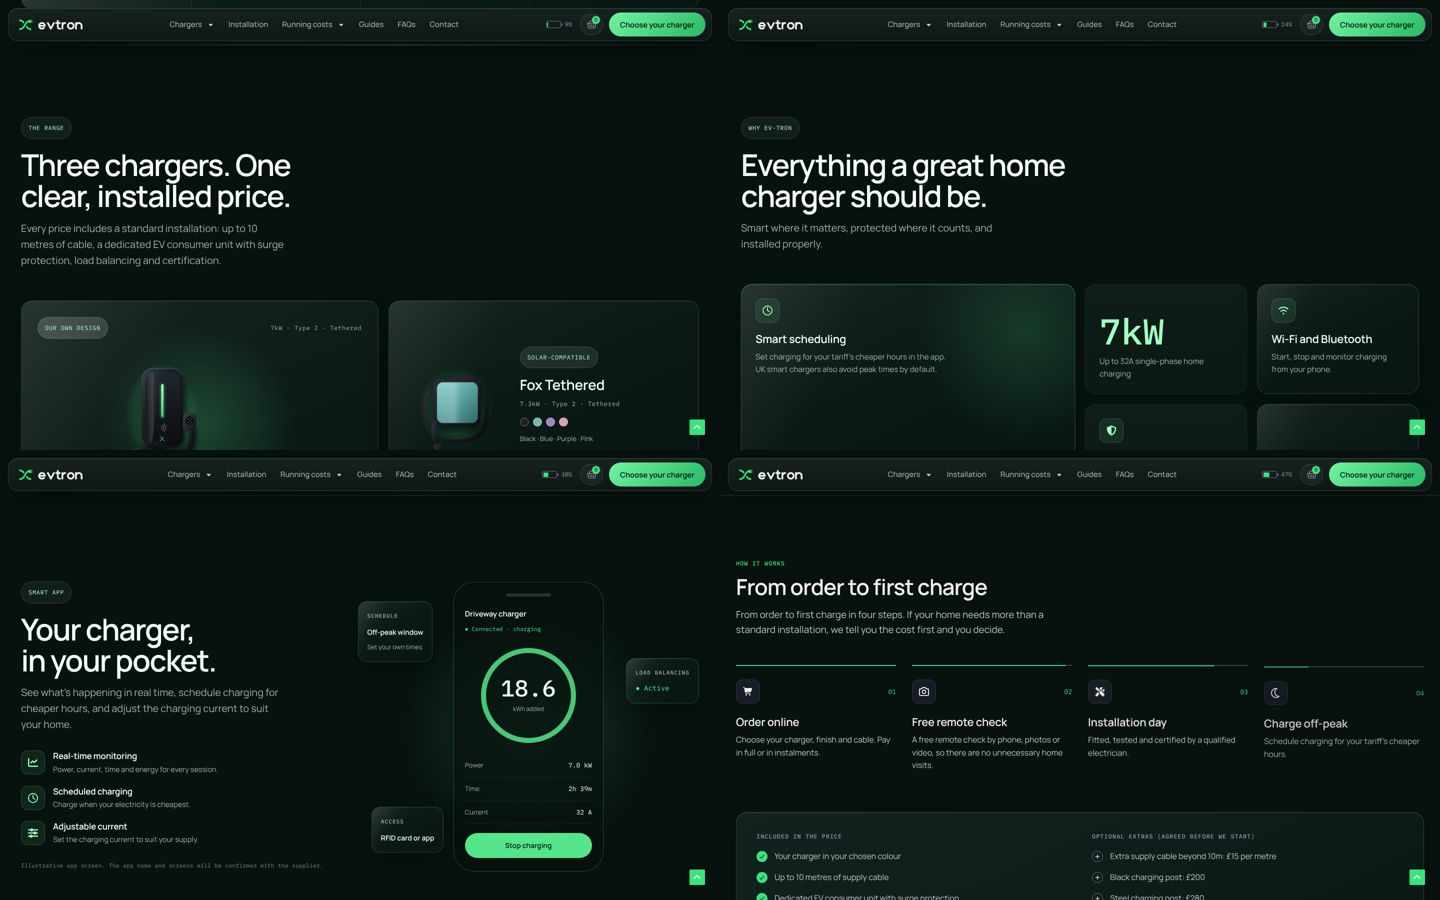 evtron
Chargers
Installation
Running costs
Guides
FAQs
Contact
9%
0
Choose your charger
THE RANGE
Three chargers. One
clear, installed price.
Every price includes a standard installation: up to 10
metres of cable, a dedicated EV consumer unit with surge
protection, load balancing and certification.
OUR OWN DESIGN
7kW · Type 2 · Tethered
SOLAR-COMPATIBLE
Fox Tethered
7.3kW · Type 2 · Tethered
Black · Blue · Purple · Pink
evtron
Chargers
Installation
Running costs
Guides
FAQs
Contact
24%
0
Choose your charger
WHY EV-TRON
Everything a great home
charger should be.
Smart where it matters, protected where it counts, and
installed properly.
Smart scheduling
Set charging for your tariff's cheaper hours in the app.
UK smart chargers also avoid peak times by default.
7kW
Up to 32A single-phase home
charging
Wi-Fi and Bluetooth
Start, stop and monitor charging
from your phone.
evtron
Chargers
Installation
Running costs
Guides
FAQs
Contact
38%
0
Choose your charger
SMART APP
Your charger,
in your pocket.
See what's happening in real time, schedule charging for
cheaper hours, and adjust the charging current to suit
your home.
Real-time monitoring
Power, current, time and energy for every session.
Scheduled charging
Charge when your electricity is cheapest.
Adjustable current
Set the charging current to suit your supply.
Illustrative app screen. The app name and screens will be confirmed with the supplier.
SCHEDULE
Off-peak window
Set your own times
Driveway charger
Connected · charging
18.6
kWh added
Power
7.0 kW
Time
2h 39m
Current
32 A
Stop charging
LOAD BALANCING
Active
ACCESS
RFID card or app
evtron
Chargers
Installation
Running costs
Guides
FAQs
Contact
47%
0
Choose your charger
HOW IT WORKS
From order to first charge
From order to first charge in four steps. If your home needs more than a
standard installation, we tell you the cost first and you decide.
01
Order online
Choose your charger, finish and cable. Pay
in full or in instalments.
02
Free remote check
A free remote check by phone, photos or
video, so there are no unnecessary home
visits.
03
Installation day
Fitted, tested and certified by a qualified
electrician.
04
Charge off-peak
Schedule charging for your tariff's cheaper
hours.
INCLUDED IN THE PRICE
Your charger in your chosen colour
Up to 10 metres of supply cable
Dedicated EV consumer unit with surge protection
OPTIONAL EXTRAS (AGREED BEFORE WE START)
Extra supply cable beyond 10m: £15 per metre
Black charging post: £200
Steel charging post: £280